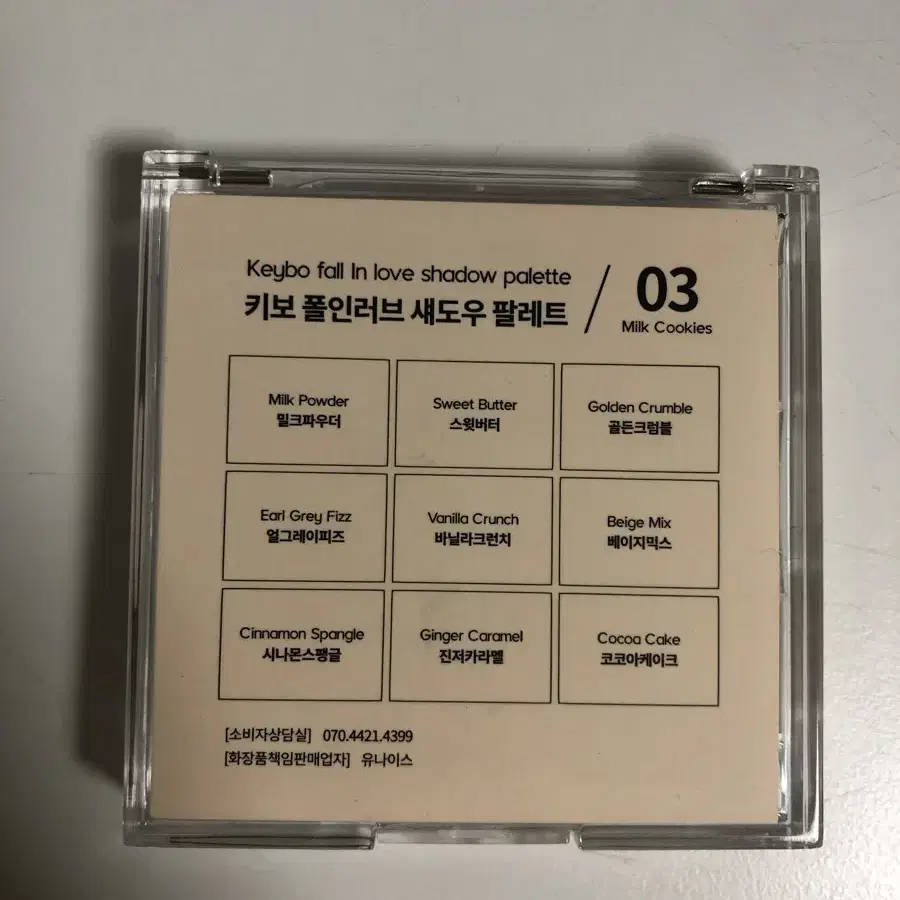 Keybo fall In love shadow palette
키보 폴인러브 섀도우 팔레트
03
Milk Cookies
Milk Powder
밀크파우더
Sweet Butter
스윗버터
Golden Crumble
골든크럼블
Earl Grey Fizz
얼그레이피즈
Vanilla Crunch
바닐라크런치
Beige Mix
베이지믹스
Cinnamon Spangle
시나몬스팽글
Ginger Caramel
진저카라멜
Cocoa Cake
코코아케이크
[소비자상담실] 070.4421.4399
[화장품책임판매업자] 유나이스